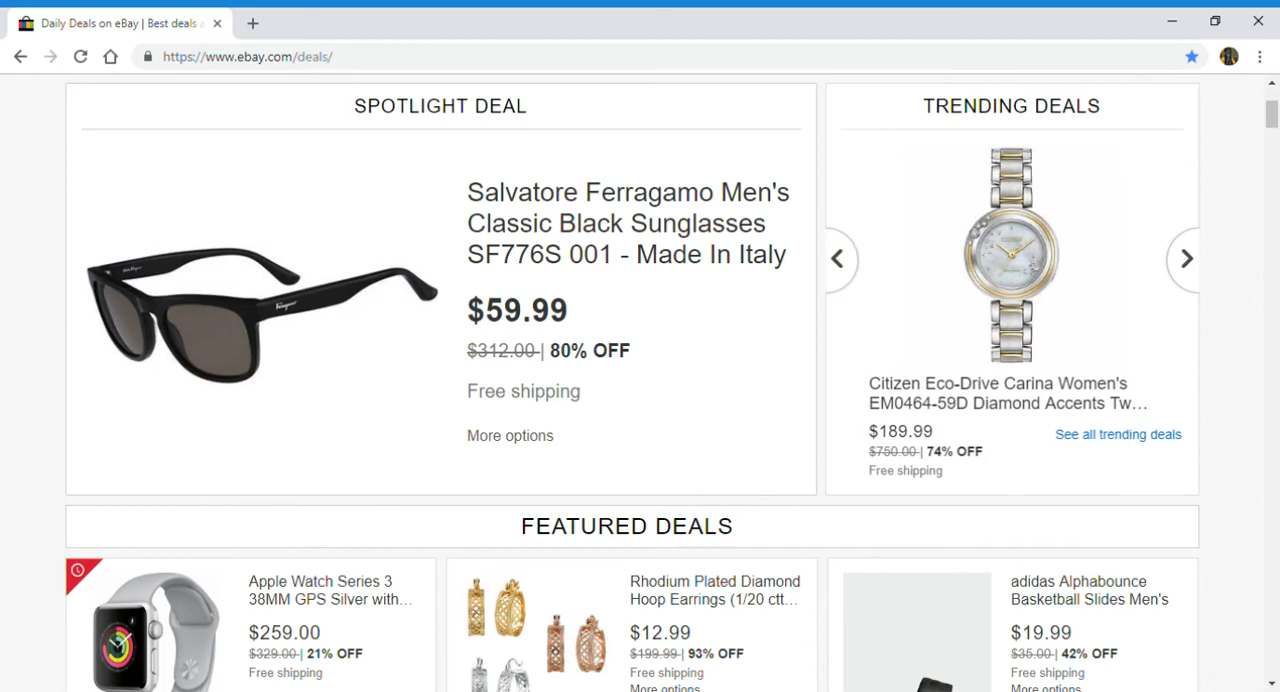 Daily Deals on eBay | Best deals a
https://www.ebay.com/deals/
SPOTLIGHT DEAL
Salvatore Ferragamo Men's
Classic Black Sunglasses
SF776S 001 - Made In Italy
$59.99
$312.00 | 80% OFF
Free shipping
More options
TRENDING DEALS
Citizen Eco-Drive Carina Women's
EM0464-59D Diamond Accents Tw…
$189.99
See all trending deals
$750.00 | 74% OFF
Free shipping
FEATURED DEALS
Apple Watch Series 3
38MM GPS Silver with…
$259.00
$329.00 | 21% OFF
Free shipping
Rhodium Plated Diamond
Hoop Earrings (1/20 ctt…
$12.99
$199.99 | 93% OFF
Free shipping
More options
adidas Alphabounce
Basketball Slides Men's
$19.99
$35.00 | 42% OFF
Free shipping
More options